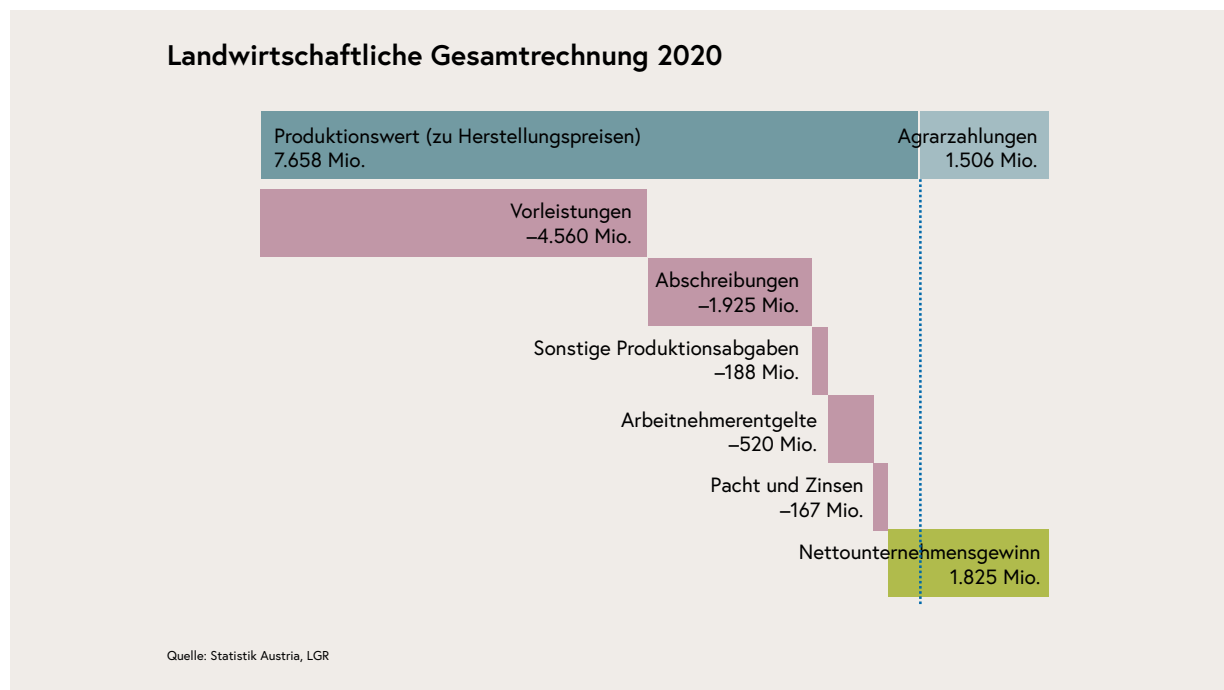 Landwirtschaftliche Gesamtrechnung 2020
Produktionswert (zu Herstellungspreisen)
7.658 Mio.
Agrarzahlungen
1.506 Mio.
Vorleistungen
–4.560 Mio.
Abschreibungen
–1.925 Mio.
Sonstige Produktionsabgaben
–188 Mio.
Arbeitnehmerentgelte
–520 Mio.
Pacht und Zinsen
–167 Mio.
Nettounternehmensgewinn
1.825 Mio.
Quelle: Statistik Austria, LGR